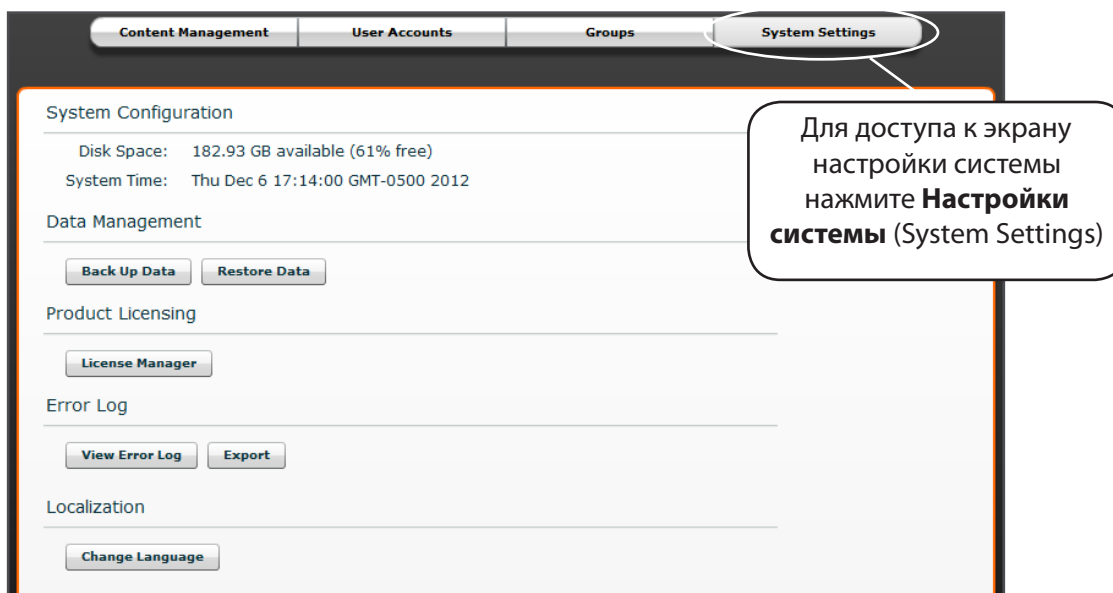 Content Management User Accounts Groups System Settings
System Configuration
Disk Space: 182.93 GB available (61% free)
System Time: Thu Dec 6 17:14:00 GMT-0500 2012
Data Management
Back Up Data Restore Data
Product Licensing
License Manager
Error Log
View Error Log Export
Localization
Change Language
Для доступа к экрану
настройки системы
нажмите Настройки
системы (System Settings)